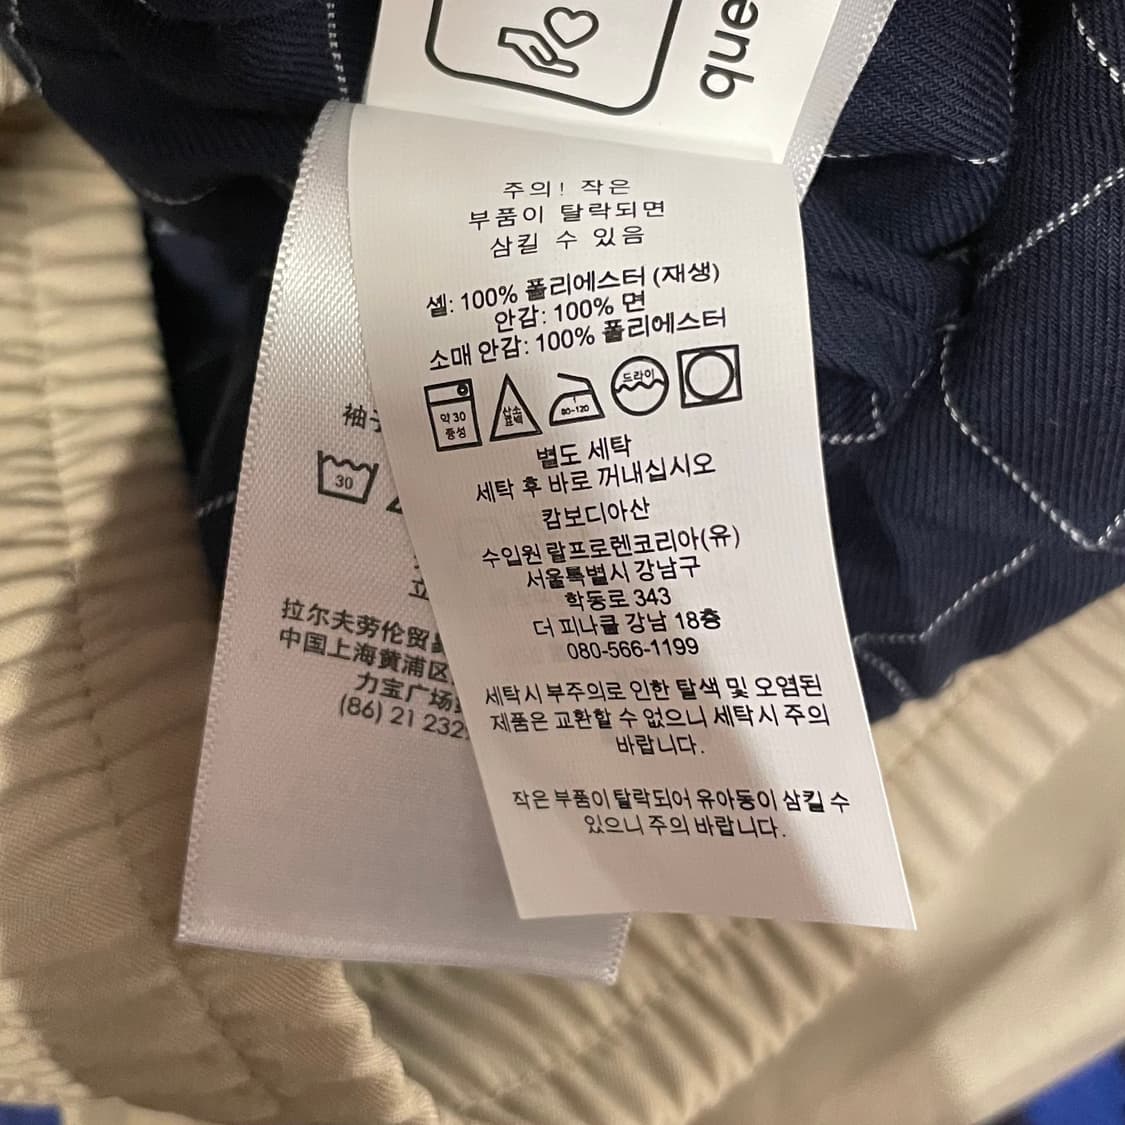 que
주의! 작은
부품이 탈락되면
삼킬 수 있음
셸: 100% 폴리에스터 (재생)
안감: 100% 면
소매 안감: 100% 폴리에스터
약 30
중성
산소
표백
80-120
드라이
별도 세탁
세탁 후 바로 꺼내십시오
캄보디아산
수입원 랄프로렌코리아(유)
서울특별시 강남구
학동로 343
더 피나클 강남 18층
080-566-1199
세탁시 부주의로 인한 탈색 및 오염된
제품은 교환할 수 없으니 세탁시 주의
바랍니다.
작은 부품이 탈락되어 유아동이 삼킬 수
있으니 주의 바랍니다.
袖子
30
拉尔夫劳伦贸
中国上海黄浦区
力宝广场
(86) 21 232